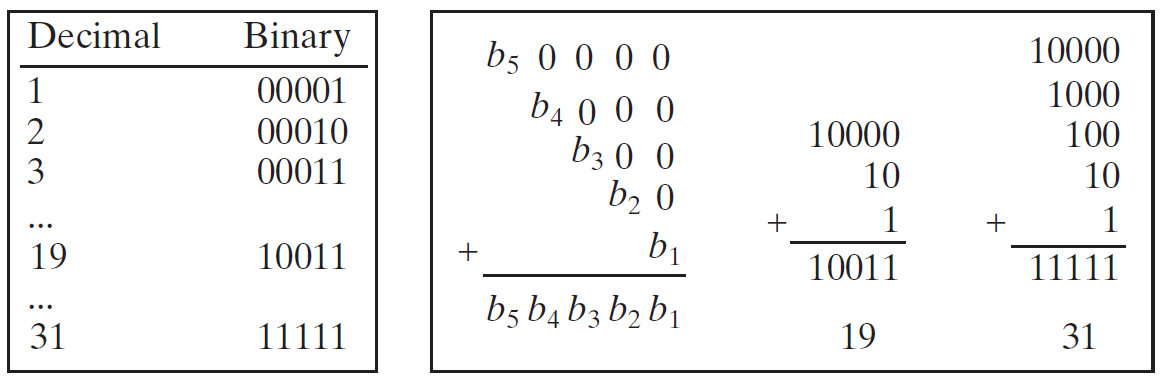 Decimal Binary
1 00001
2 00010
3 00011
...
19 10011
...
31 11111
b5 0 0 0 0
b4 0 0 0
b3 0 0
b2 0
+ b1
b5 b4 b3 b2 b1
10000
10
+ 1
10011
19
10000
1000
100
10
+ 1
11111
31